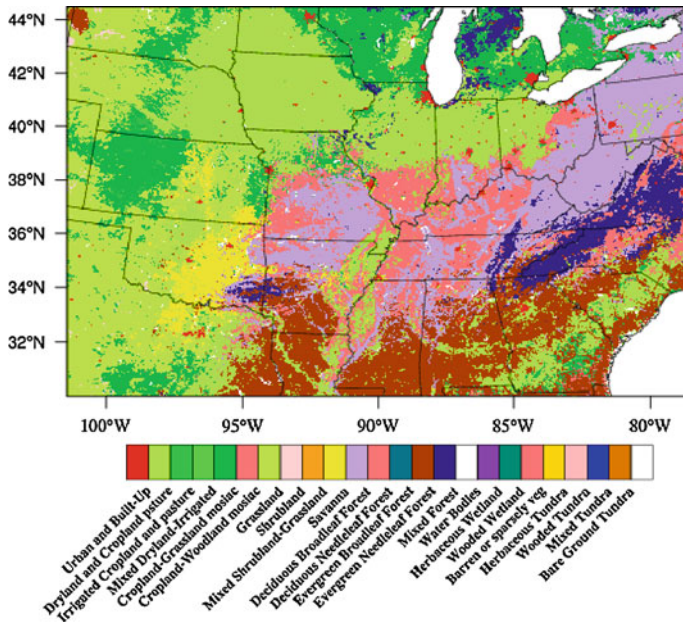 44°N
42°N
40°N
38°N
36°N
34°N
32°N
100°W 95°W 90°W 85°W 80°W
Urban and Built-Up
Dryland and Cropland psture
Irrigated Cropland and pasture
Mixed Dryland-Irrigated
Cropland-Grassland mosiac
Cropland-Woodland mosiac
Grassland
Shrubland
Mixed Shrubland-Grassland
Savanna
Deciduous Broadleaf Forest
Deciduous Needleleaf Forest
Evergreen Broadleaf Forest
Evergreen Needleleaf Forest
Mixed Forest
Water Bodies
Herbaceous Wetland
Wooded Wetland
Barren or sparsely veg
Herbaceous Tundra
Wooded Tundra
Mixed Tundra
Bare Ground Tundra